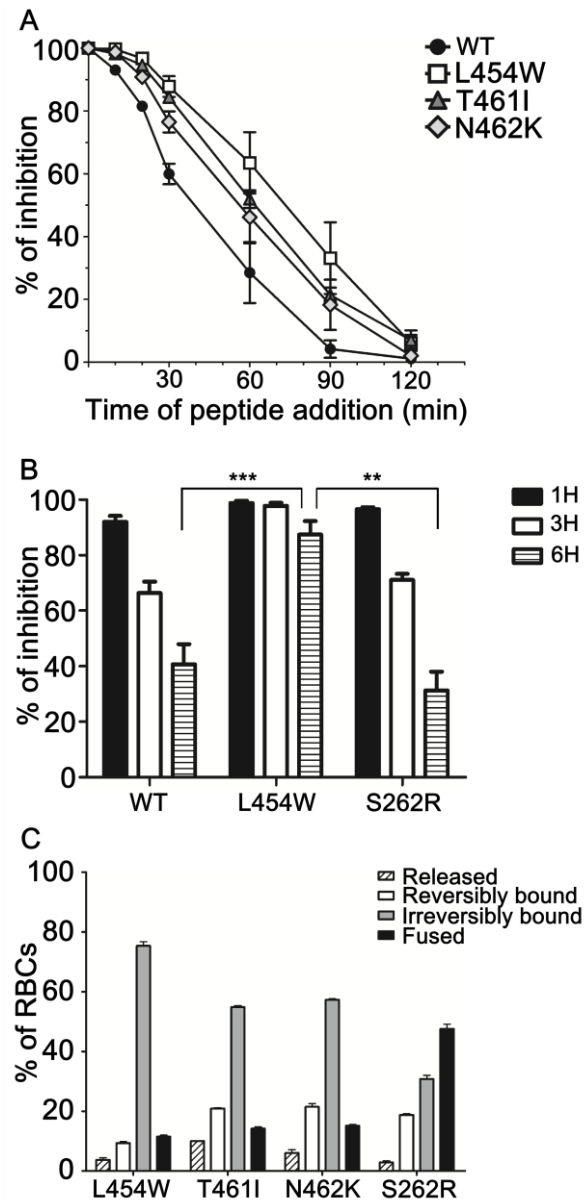 A
WT
L454W
T461I
N462K
% of inhibition
100
80
60
40
20
0
30 60 90 120
Time of peptide addition (min)
B
*** **
1H
3H
6H
% of inhibition
100
80
60
40
20
0
WT L454W S262R
C
Released
Reversibly bound
Irreversibly bound
Fused
% of RBCs
100
80
60
40
20
0
L454W T461I N462K S262R